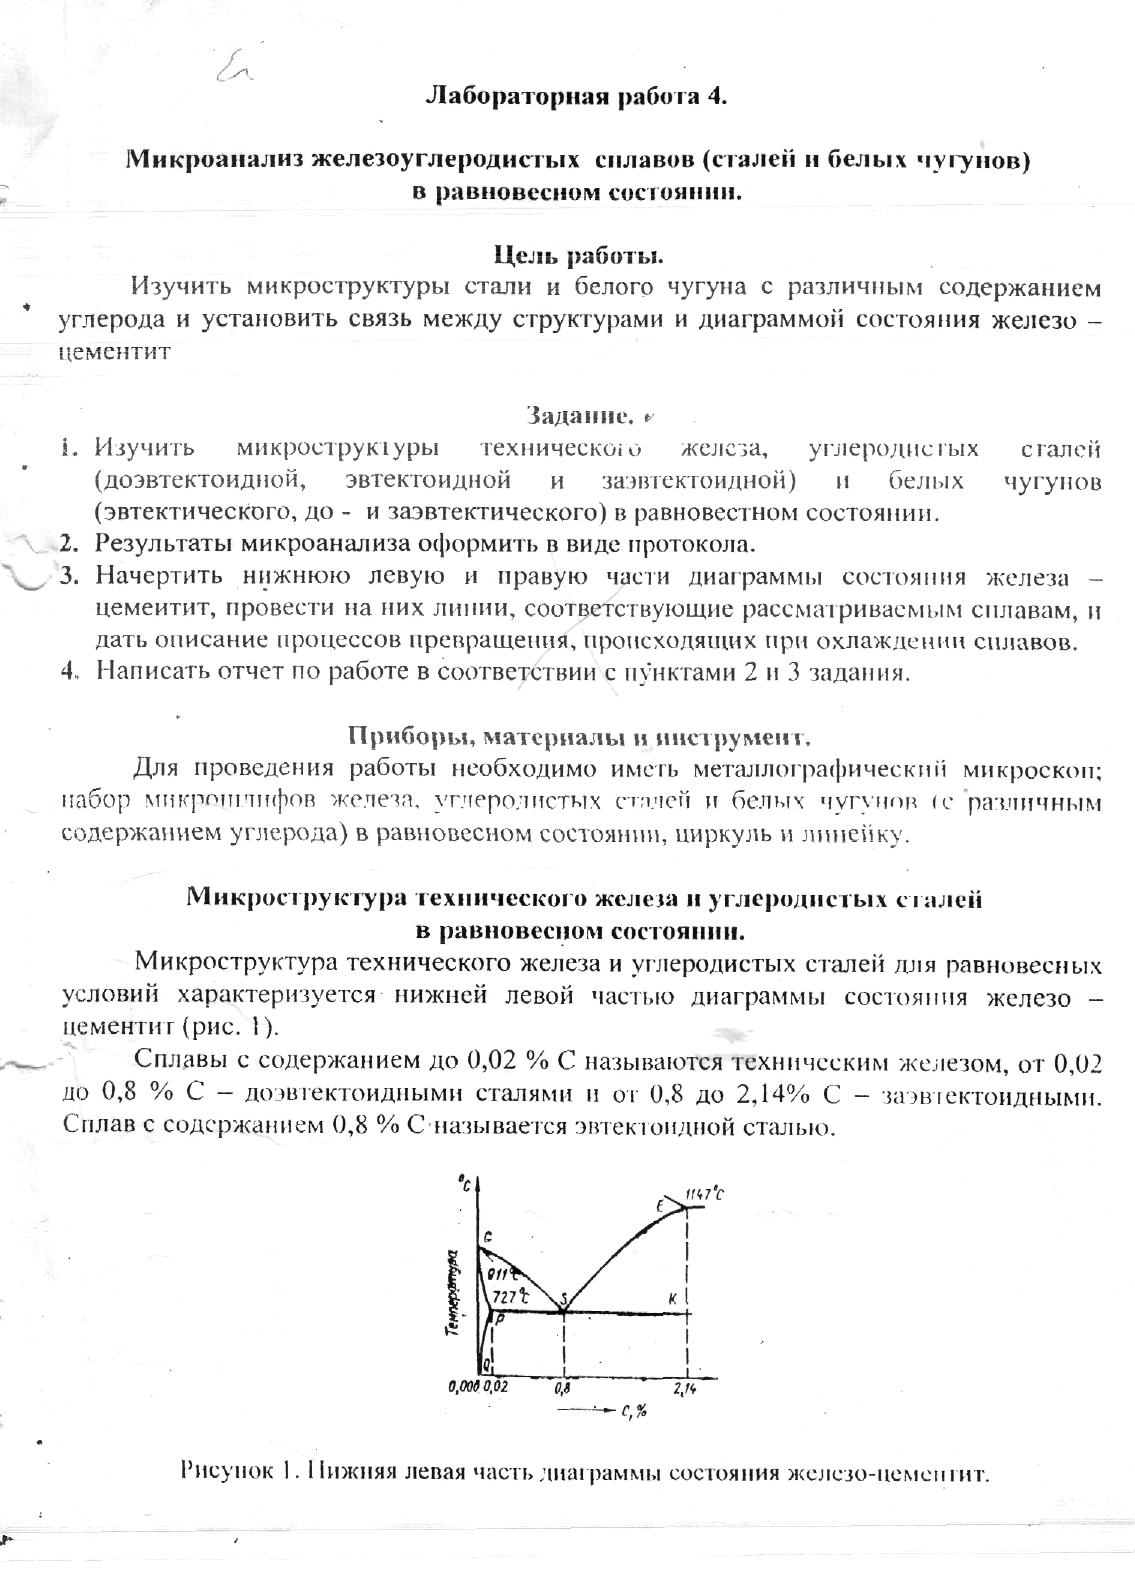 Лабораторная работа 4.
Микроанализ железоуглеродистых сплавов (сталей и белых чугунов)
в равновесном состоянии.
Цель работы.
Изучить микроструктуры стали и белого чугуна с различным содержанием
углерода и установить связь между структурами и диаграммой состояния железо –
цементит
Задание.
1. Изучить микроструктуры технического железа, углеродистых сталей
(доэвтектоидной, эвтектоидной и заэвтектоидной) и белых чугунов
(эвтектического, до - и заэвтектического) в равновестном состоянии.
2. Результаты микроанализа оформить в виде протокола.
3. Начертить нижнюю левую и правую части диаграммы состояния железа –
цементит, провести на них линии, соответствующие рассматриваемым сплавам, и
дать описание процессов превращения, происходящих при охлаждении сплавов.
4. Написать отчет по работе в соответствии с пунктами 2 и 3 задания.
Приборы, материалы и инструмент.
Для проведения работы необходимо иметь металлографический микроскоп;
набор микрошлифов железа, углеродистых сталей и белых чугунов (с различным
содержанием углерода) в равновесном состоянии, циркуль и линейку.
Микроструктура технического железа и углеродистых сталей
в равновесном состоянии.
Микроструктура технического железа и углеродистых сталей для равновесных
условий характеризуется нижней левой частью диаграммы состояния железо –
цементит (рис. 1).
Сплавы с содержанием до 0,02 % С называются техническим железом, от 0,02
до 0,8 % С – доэвтектоидными сталями и от 0,8 до 2,14% С – заэвтектоидными.
Сплав с содержанием 0,8 % С называется эвтектоидной сталью.
°C
E 1147°C
G
911°C
727°C S K
P
Температура
Q
0,006 0,02 0,8 2,14
C,%
Рисунок 1. Нижняя левая часть диаграммы состояния железо-цементит.